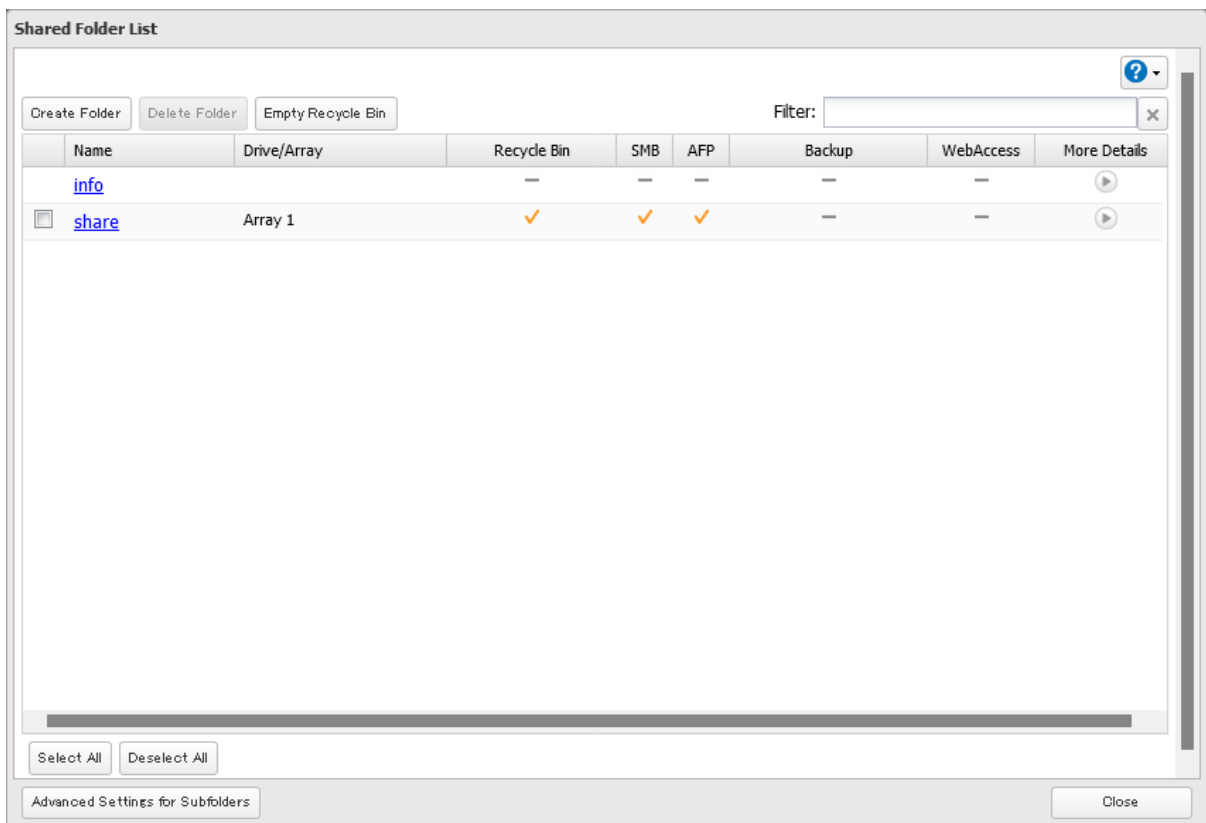 Shared Folder List
Create Folder Delete Folder Empty Recycle Bin Filter:
Name Drive/Array Recycle Bin SMB AFP Backup WebAccess More Details
info
share Array 1
Select All Deselect All
Advanced Settings for Subfolders Close